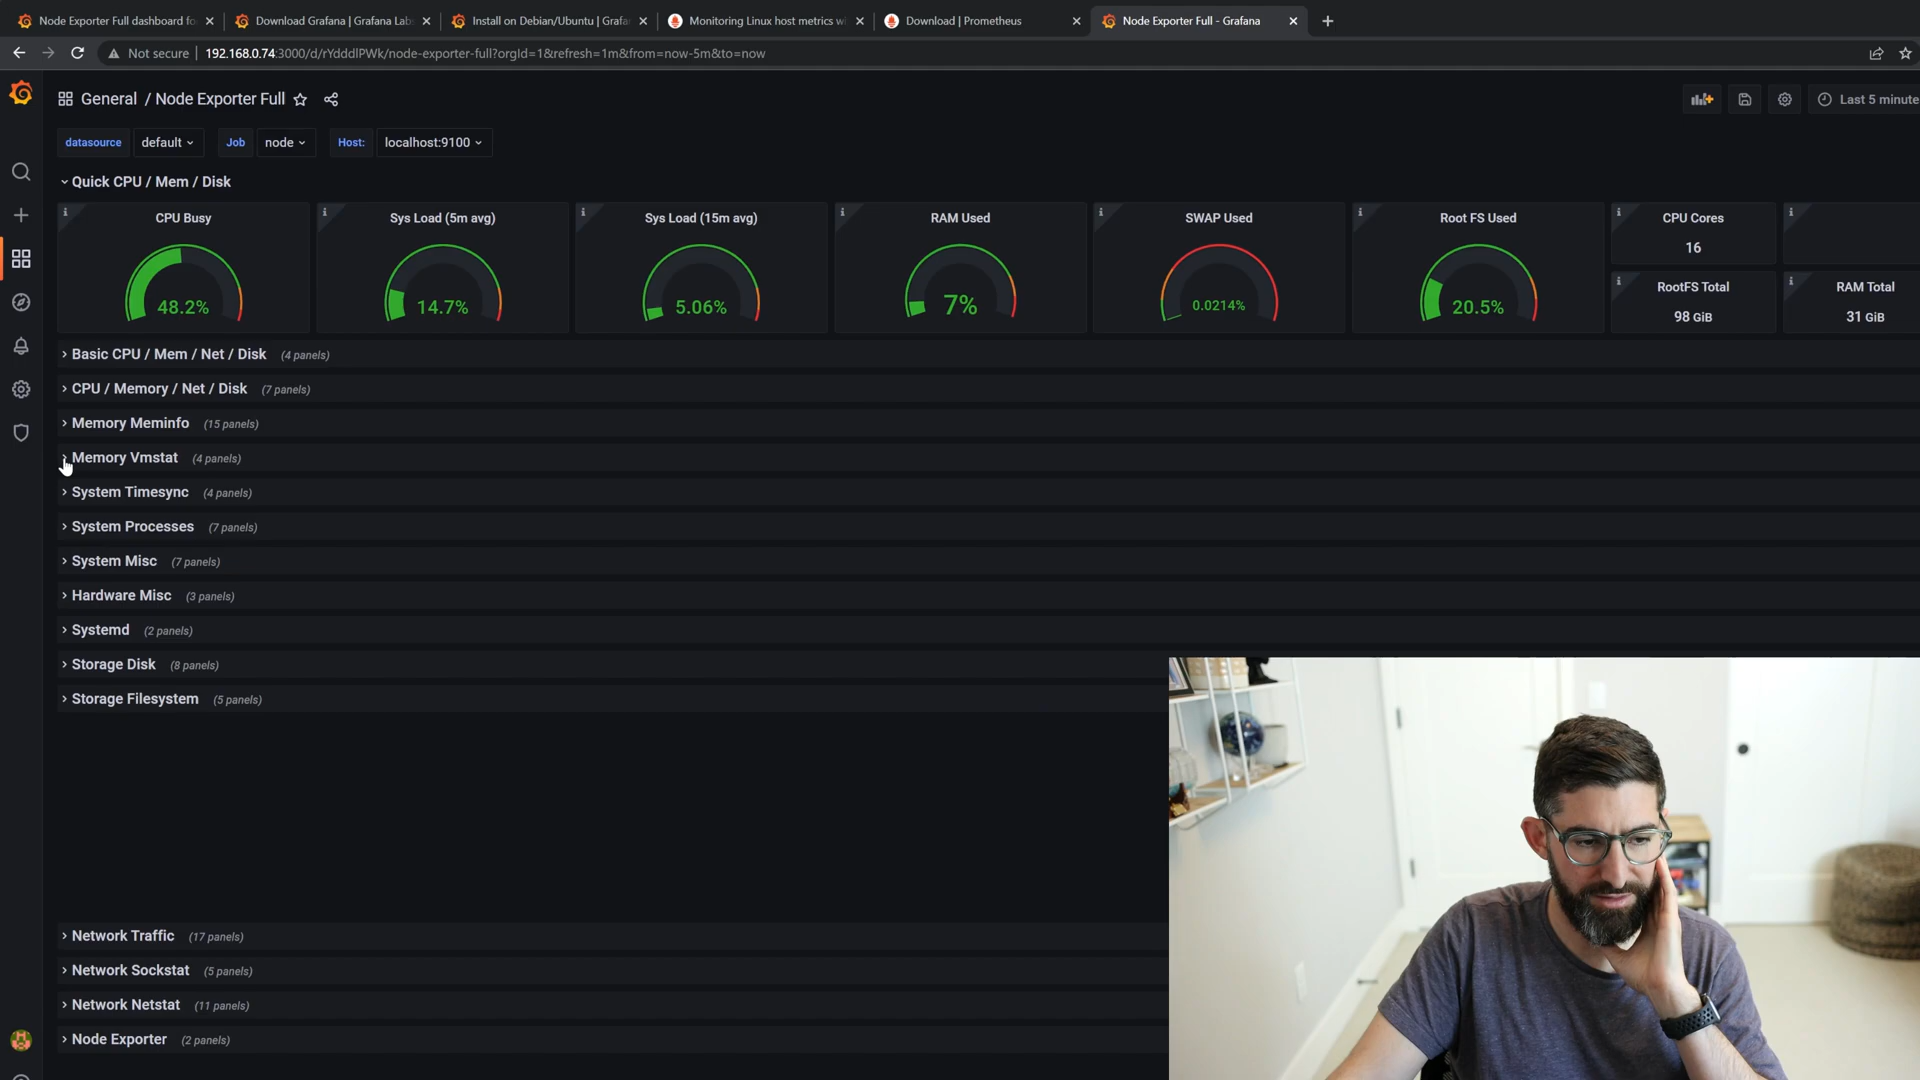 Node Exporter Full dashboard fo
Download Grafana | Grafana Labs
Install on Debian/Ubuntu | Grafan
Monitoring Linux host metrics w
Download | Prometheus
Node Exporter Full - Grafana
Not secure
192.168.0.74:3000/d/rYdddlPWk/node-exporter-full?orgId=1&refresh=1m&from=now-5m&to=now
General / Node Exporter Full
Last 5 minute
datasource default Job node Host: localhost:9100
Quick CPU / Mem / Disk
CPU Busy
48.2%
Sys Load (5m avg)
14.7%
Sys Load (15m avg)
5.06%
RAM Used
7%
SWAP Used
0.0214%
Root FS Used
20.5%
CPU Cores
16
RootFS Total
98 GiB
RAM Total
31 GiB
Basic CPU / Mem / Net / Disk (4 panels)
CPU / Memory / Net / Disk (7 panels)
Memory Meminfo (15 panels)
Memory Vmstat (4 panels)
System Timesync (4 panels)
System Processes (7 panels)
System Misc (7 panels)
Hardware Misc (3 panels)
Systemd (2 panels)
Storage Disk (8 panels)
Storage Filesystem (5 panels)
Network Traffic (17 panels)
Network Sockstat (5 panels)
Network Netstat (11 panels)
Node Exporter (2 panels)